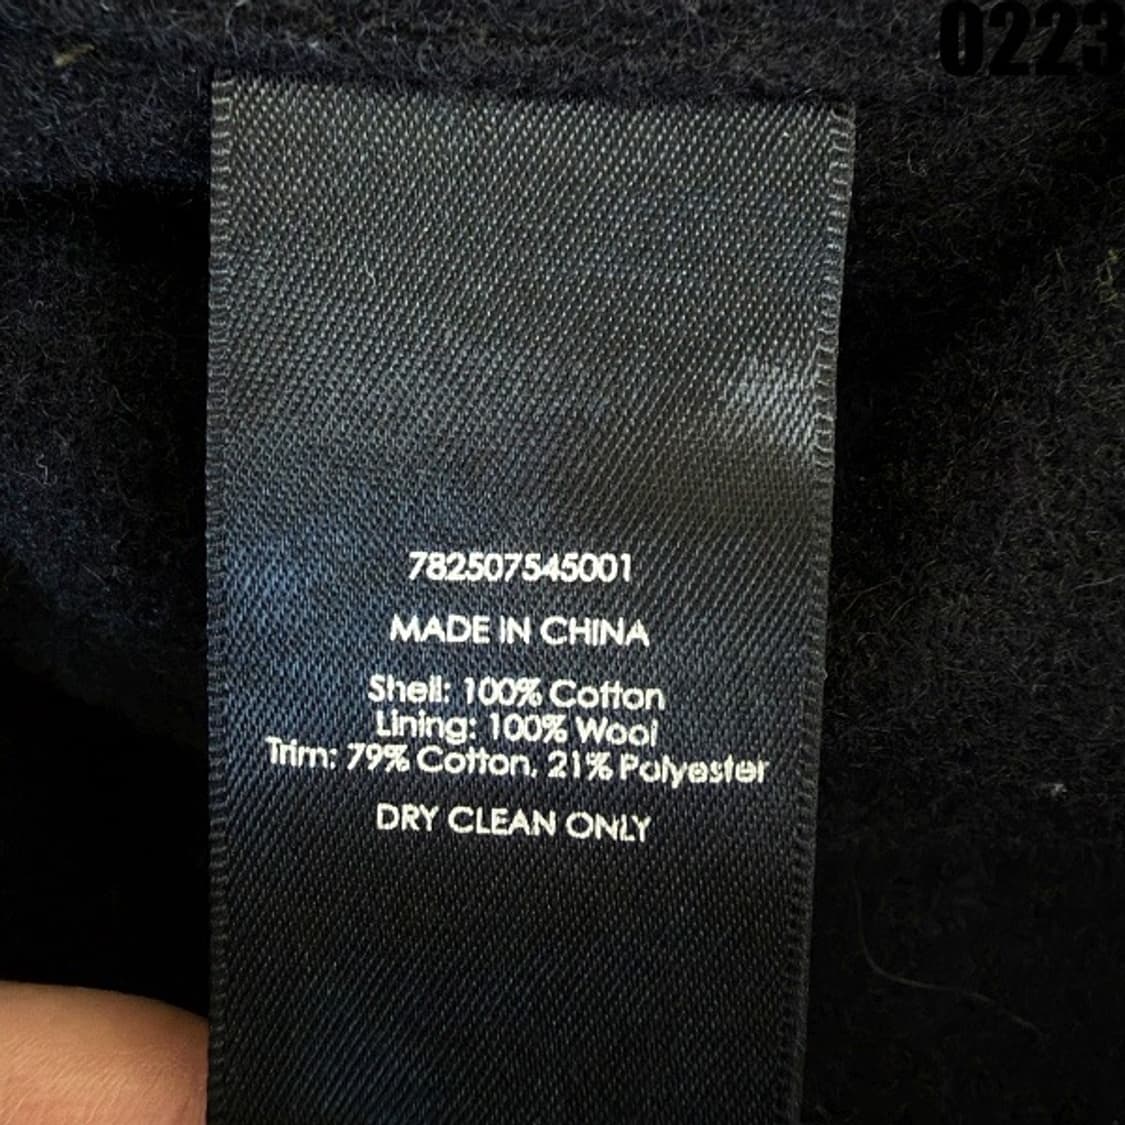 0223
782507545001
MADE IN CHINA
Shell: 100% Cotton
Lining: 100% Wool
Trim: 79% Cotton, 21% Polyester
DRY CLEAN ONLY